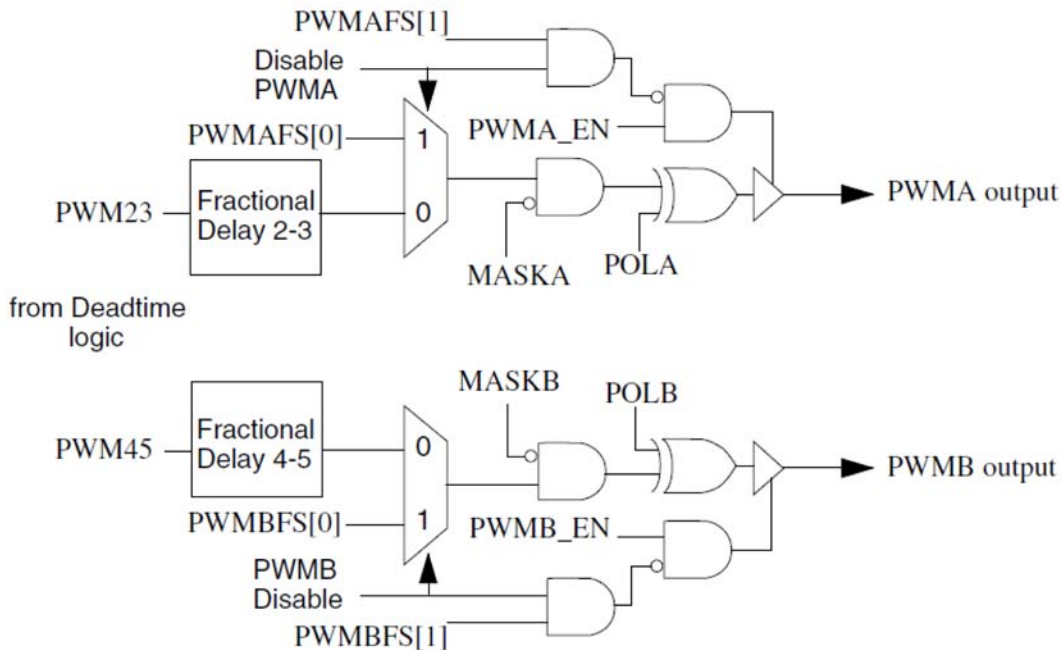 PWMAFS[1]
Disable
PWMA
PWMAFS[0]
1
PWMA_EN
PWM23
Fractional
Delay 2-3
0
PWMA output
MASKA
POLA
from Deadtime
logic
MASKB
POLB
PWM45
Fractional
Delay 4-5
0
PWMB output
PWMBFS[0]
1
PWMB_EN
PWMB
Disable
PWMBFS[1]